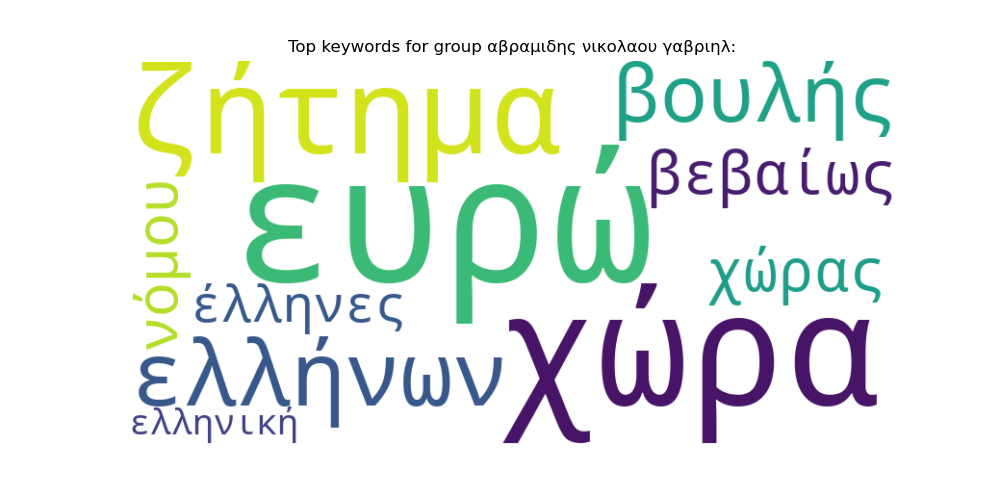 Top keywords for group αβραμιδης νικολαου γαβριηλ:
ζήτημα
βουλής
βεβαίως
ευρώ
νόμου
χώρας
έλληνες
χώρα
ελλήνων
ελληνική